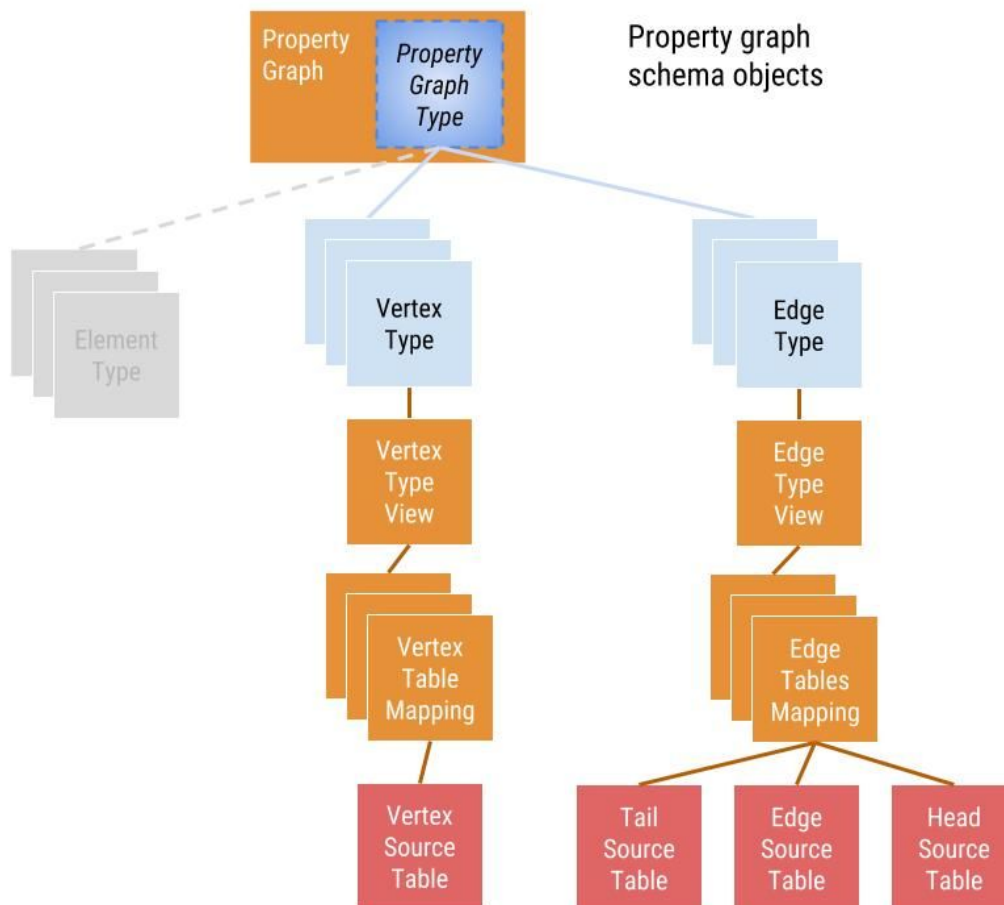 Property
Graph
Property
Graph
Type
Property graph
schema objects
Element
Type
Vertex
Type
Edge
Type
Vertex
Type
View
Edge
Type
View
Vertex
Table
Mapping
Edge
Tables
Mapping
Vertex
Source
Table
Tail
Source
Table
Edge
Source
Table
Head
Source
Table